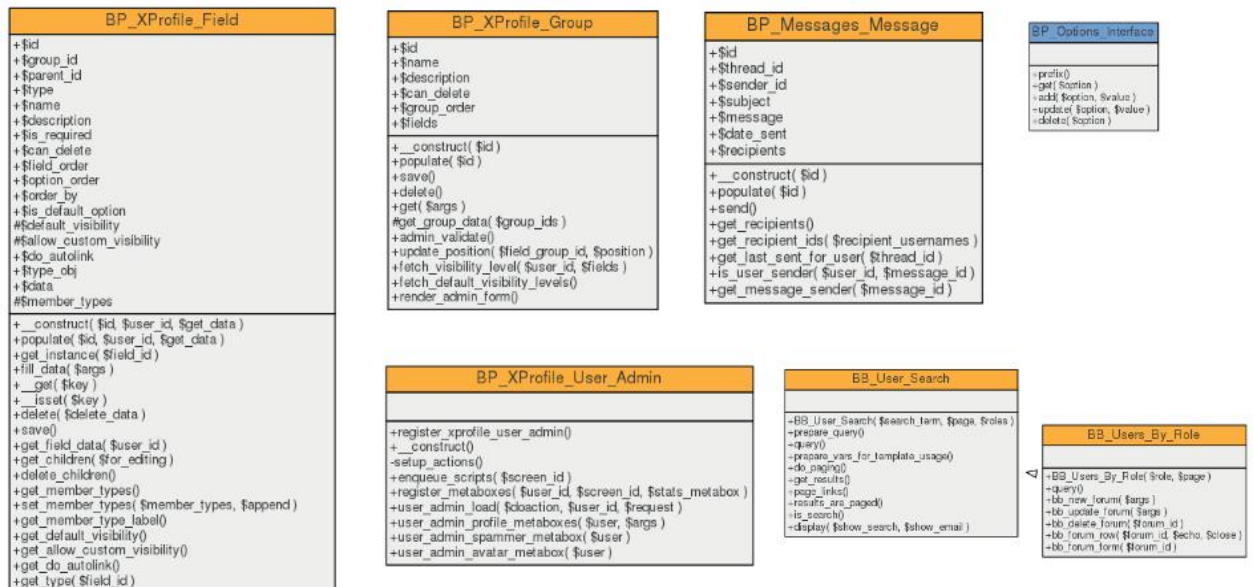 BP_XProfile_Field
+$id
+$group_id
+$parent_id
+$type
+$name
+$description
+$is_required
+$can_delete
+$field_order
+$option_order
+$order_by
+$is_default_option
#$default_visibility
#$allow_custom_visibility
+$do_autolink
+$type_obj
+$data
#$member_types
+__construct( $id, $user_id, $get_data )
+populate( $id, $user_id, $get_data )
+get_instance( $field_id )
+fill_data( $args )
+__get( $key )
+__isset( $key )
+delete( $delete_data )
+save()
+get_field_data( $user_id )
+get_children( $for_editing )
+delete_children()
+get_member_types()
+set_member_types( $member_types, $append )
+get_member_type_label()
+get_default_visibility()
+get_allow_custom_visibility()
+get_do_autolink()
+get_type( $field_id )
BP_XProfile_Group
+$id
+$name
+$description
+$can_delete
+$group_order
+$fields
+__construct( $id )
+populate( $id )
+save()
+delete()
+get( $args )
#get_group_data( $group_ids )
+admin_validate()
+update_position( $field_group_id, $position )
+fetch_visibility_level( $user_id, $fields )
+fetch_default_visibility_levels()
+render_admin_form()
BP_Messages_Message
+$id
+$thread_id
+$sender_id
+$subject
+$message
+$date_sent
+$recipients
+__construct( $id )
+populate( $id )
+send()
+get_recipients()
+get_recipient_ids( $recipient_usernames )
+get_last_sent_for_user( $thread_id )
+is_user_sender( $user_id, $message_id )
+get_message_sender( $message_id )
BP_Options_Interface
+prefix()
+get( $option )
+add( $option, $value )
+update( $option, $value )
+delete( $option )
BP_XProfile_User_Admin
+register_xprofile_user_admin()
+__construct()
-setup_actions()
+enqueue_scripts( $screen_id )
+register_metaboxes( $user_id, $screen_id, $stats_metabox )
+user_admin_load( $doaction, $user_id, $request )
+user_admin_profile_metaboxes( $user, $args )
+user_admin_spammer_metabox( $user )
+user_admin_avatar_metabox( $user )
BB_User_Search
+BB_User_Search( $search_term, $page, $roles )
+prepare_query()
+query()
+prepare_vars_for_template_usage()
+do_paging()
+get_results()
+page_links()
+results_are_paged()
+is_search()
+display( $show_search, $show_email )
BB_Users_By_Role
+BB_Users_By_Role( $role, $page )
+query()
+bb_new_forum( $args )
+bb_update_forum( $args )
+bb_delete_forum( $forum_id )
+bb_forum_row( $forum_id, $echo, $close )
+bb_forum_form( $forum_id )